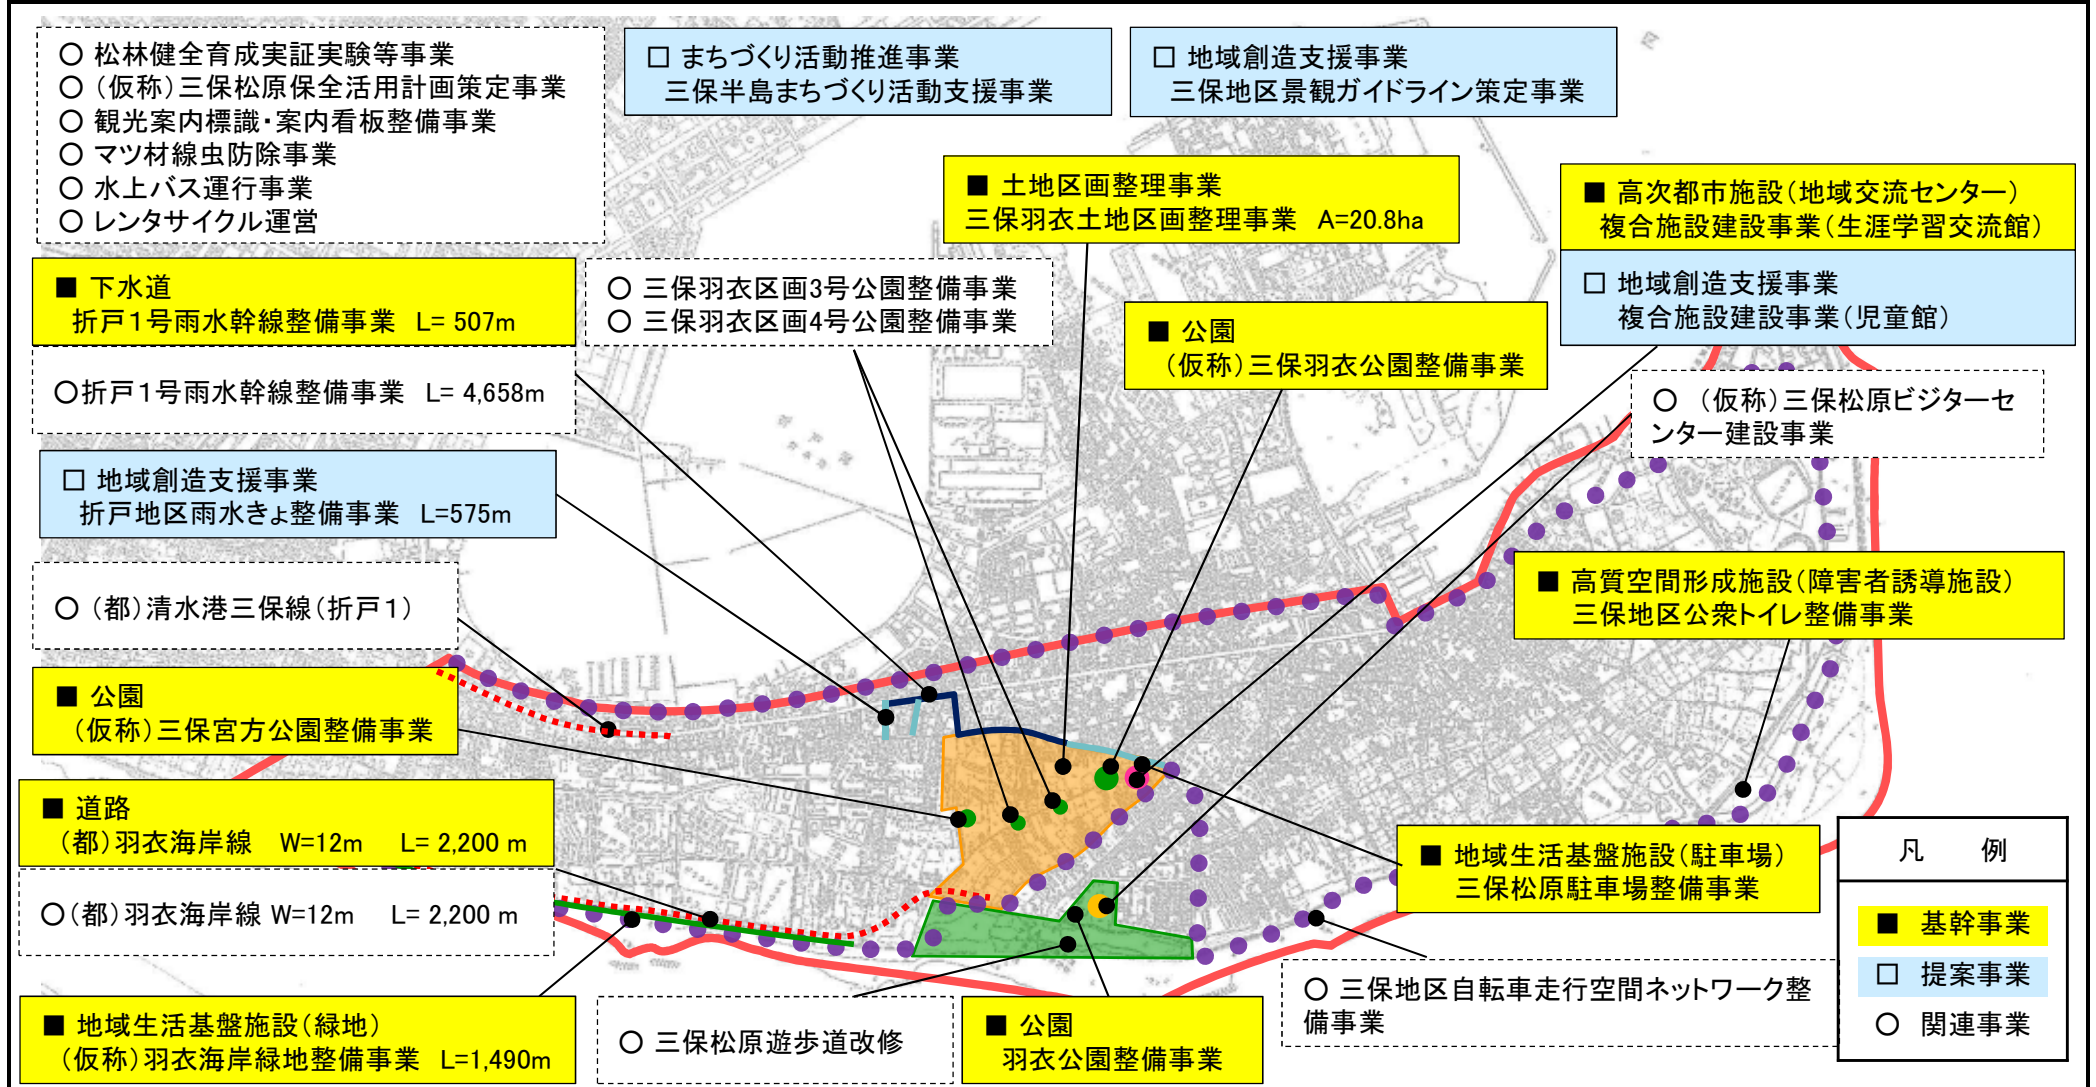 ○ 松林健全育成実証実験等事業
○ (仮称)三保松原保全活用計画策定事業
○ 観光案内標識・案内看板整備事業
○ マツ材線虫防除事業
○ 水上バス運行事業
○ レンタサイクル運営
□ まちづくり活動推進事業
三保半島まちづくり活動支援事業
□ 地域創造支援事業
三保地区景観ガイドライン策定事業
■ 土地区画整理事業
三保羽衣土地区画整理事業 A=20.8ha
■ 高次都市施設(地域交流センター)
複合施設建設事業(生涯学習交流館)
□ 地域創造支援事業
複合施設建設事業(児童館)
■ 下水道
折戸1号雨水幹線整備事業 L= 507m
○ 三保羽衣区画3号公園整備事業
○ 三保羽衣区画4号公園整備事業
■ 公園
(仮称)三保羽衣公園整備事業
○折戸1号雨水幹線整備事業 L= 4,658m
○ (仮称)三保松原ビジターセ
ンター建設事業
□ 地域創造支援事業
折戸地区雨水きょ整備事業 L=575m
○ (都)清水港三保線(折戸1)
■ 高質空間形成施設(障害者誘導施設)
三保地区公衆トイレ整備事業
■ 公園
(仮称)三保宮方公園整備事業
■ 道路
(都)羽衣海岸線 W=12m L= 2,200 m
○(都)羽衣海岸線 W=12m L= 2,200 m
■ 地域生活基盤施設(駐車場)
三保松原駐車場整備事業
■ 地域生活基盤施設(緑地)
(仮称)羽衣海岸緑地整備事業 L=1,490m
○ 三保松原遊歩道改修
■ 公園
羽衣公園整備事業
○ 三保地区自転車走行空間ネットワーク整
備事業
凡 例
■ 基幹事業
□ 提案事業
○ 関連事業